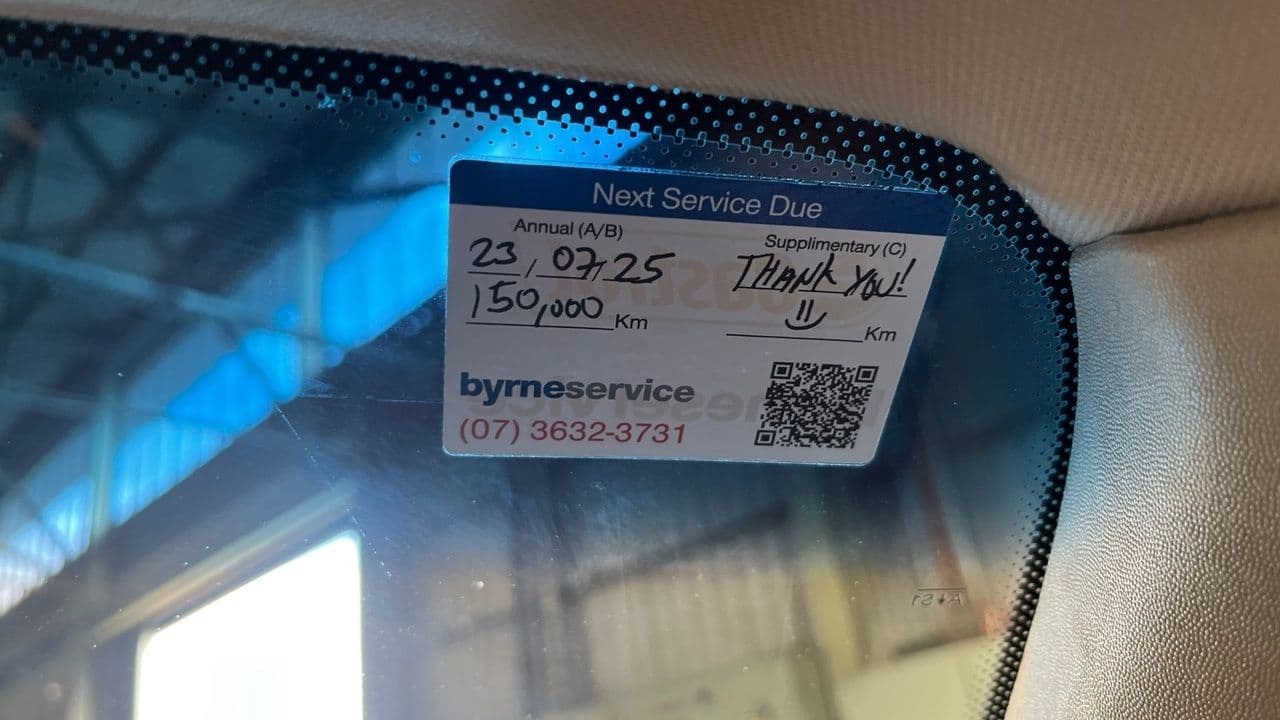 Next Service Due
Annual (A/B)
23/07/25
150,000 Km
Supplimentary (C)
THANK YOU!
Km
byrneservice
(07) 3632-3731